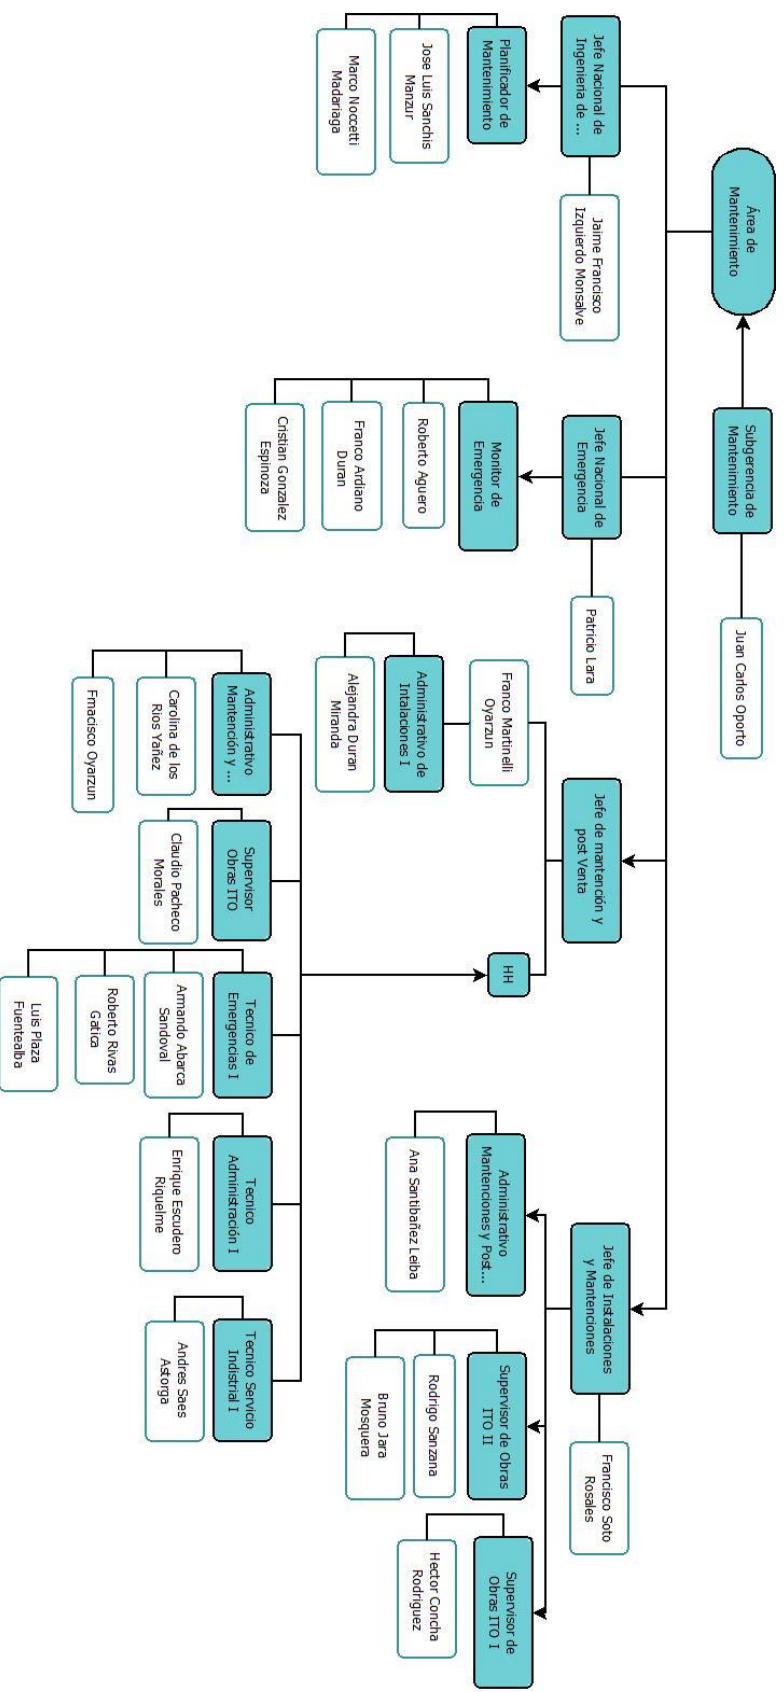 Área de
Mantenimiento
Subgerencia de
Mantenimiento
Juan Carlos Oporto
Jefe Nacional de
Ingenieria de ...
Jaime Francisco
Izquierdo Monsalve
Planificador de
Mantenimiento
Jose Luis Sanchis
Manzur
Marco Noccetti
Madariaga
Jefe Nacional de
Emergencia
Patricio Lara
Monitor de
Emergencia
Roberto Aguero
Franco Ardiano
Duran
Cristian Gonzalez
Espinoza
Jefe de mantención y
post Venta
Franco Martinelli
Oyarzun
Administrativo de
Intalaciones I
Alejandra Duran
Miranda
HH
Administrativo
Mantención y ...
Carolina de los
Rios Yañez
Fmacisco Oyarzun
Supervisor
Obras ITO
Claudio Pacheco
Morales
Tecnico de
Emergencias I
Armando Abarca
Sandoval
Roberto Rivas
Gatica
Luis Plaza
Fuentealba
Tecnico
Administración I
Enrique Escudero
Riquelme
Tecnico Servicio
Indistrial I
Andres Saes
Astorga
Jefe de Instalaciones
y Mantenciones
Francisco Soto
Rosales
Administrativo
Mantenciones y Post...
Ana Santibañez Leiba
Supervisor de Obras
ITO II
Rodrigo Sanzana
Bruno Jara
Mosquera
Supervisor de
Obras ITO I
Hector Concha
Rodriguez